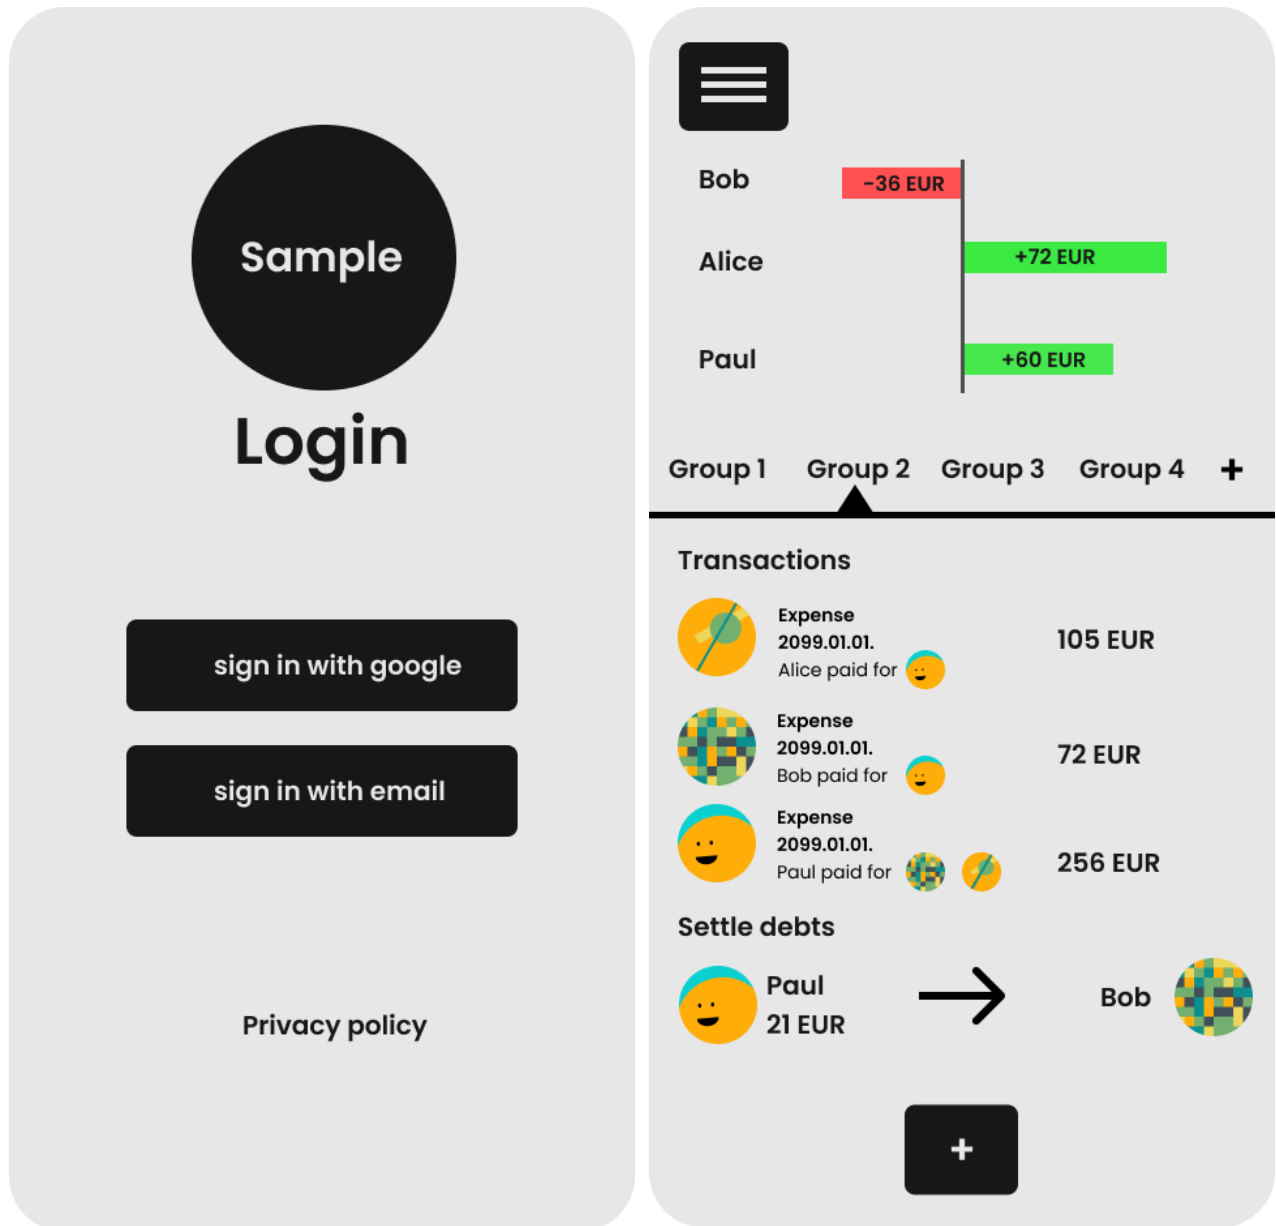 Sample
Login
sign in with google
sign in with email
Privacy policy
Bob
-36 EUR
Alice
+72 EUR
Paul
+60 EUR
Group 1 Group 2 Group 3 Group 4 +
Transactions
Expense
2099.01.01.
Alice paid for
105 EUR
Expense
2099.01.01.
Bob paid for
72 EUR
Expense
2099.01.01.
Paul paid for
256 EUR
Settle debts
Paul
21 EUR
Bob
+